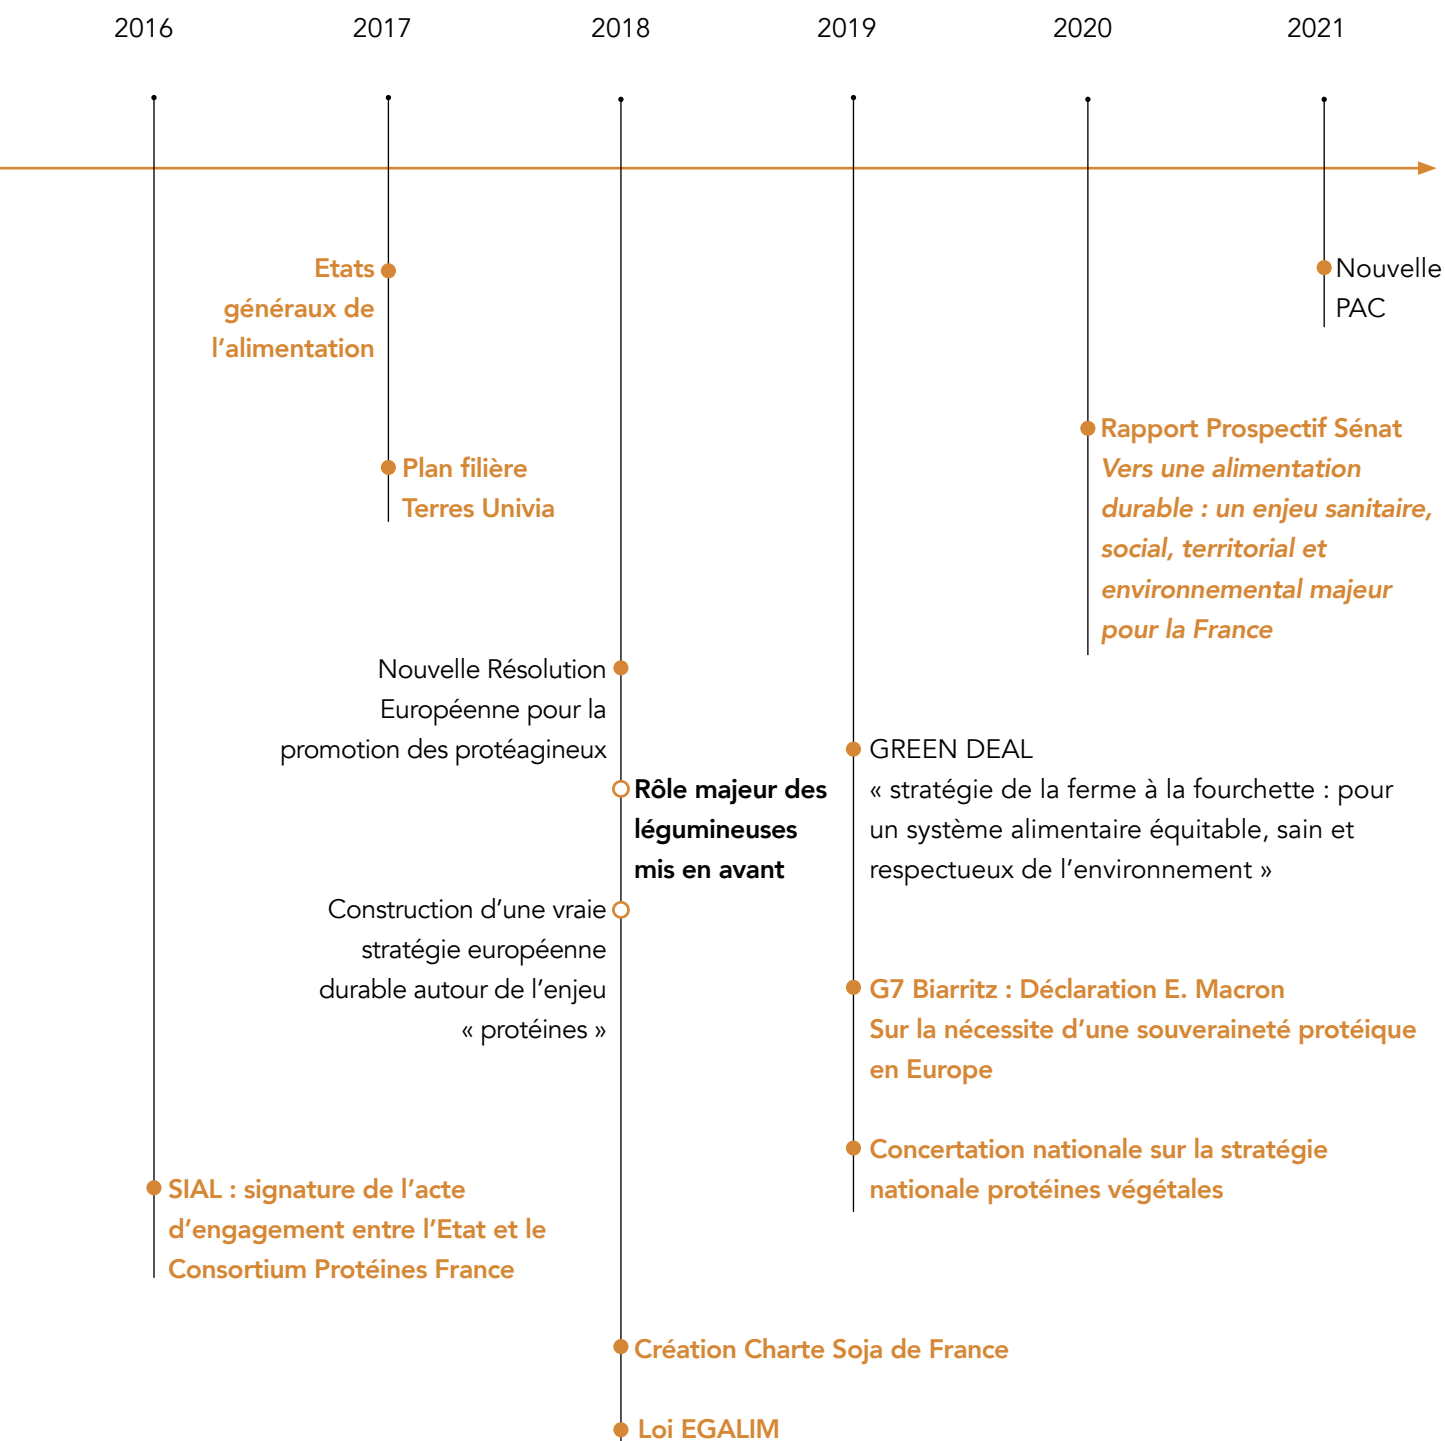 2016
2017
2018
2019
2020
2021
Etats
généraux de
l'alimentation
Nouvelle
PAC
Plan filière
Terres Univia
Rapport Prospectif Sénat
Vers une alimentation
durable : un enjeu sanitaire,
social, territorial et
environnemental majeur
pour la France
Nouvelle Résolution
Européenne pour la
promotion des protéagineux
Rôle majeur des
légumineuses
mis en avant
Construction d'une vraie
stratégie européenne
durable autour de l'enjeu
« protéines »
GREEN DEAL
« stratégie de la ferme à la fourchette : pour
un système alimentaire équitable, sain et
respectueux de l'environnement »
G7 Biarritz : Déclaration E. Macron
Sur la nécessite d'une souveraineté protéique
en Europe
Concertation nationale sur la stratégie
nationale protéines végétales
SIAL : signature de l'acte
d'engagement entre l'Etat et le
Consortium Protéines France
Création Charte Soja de France
Loi EGALIM